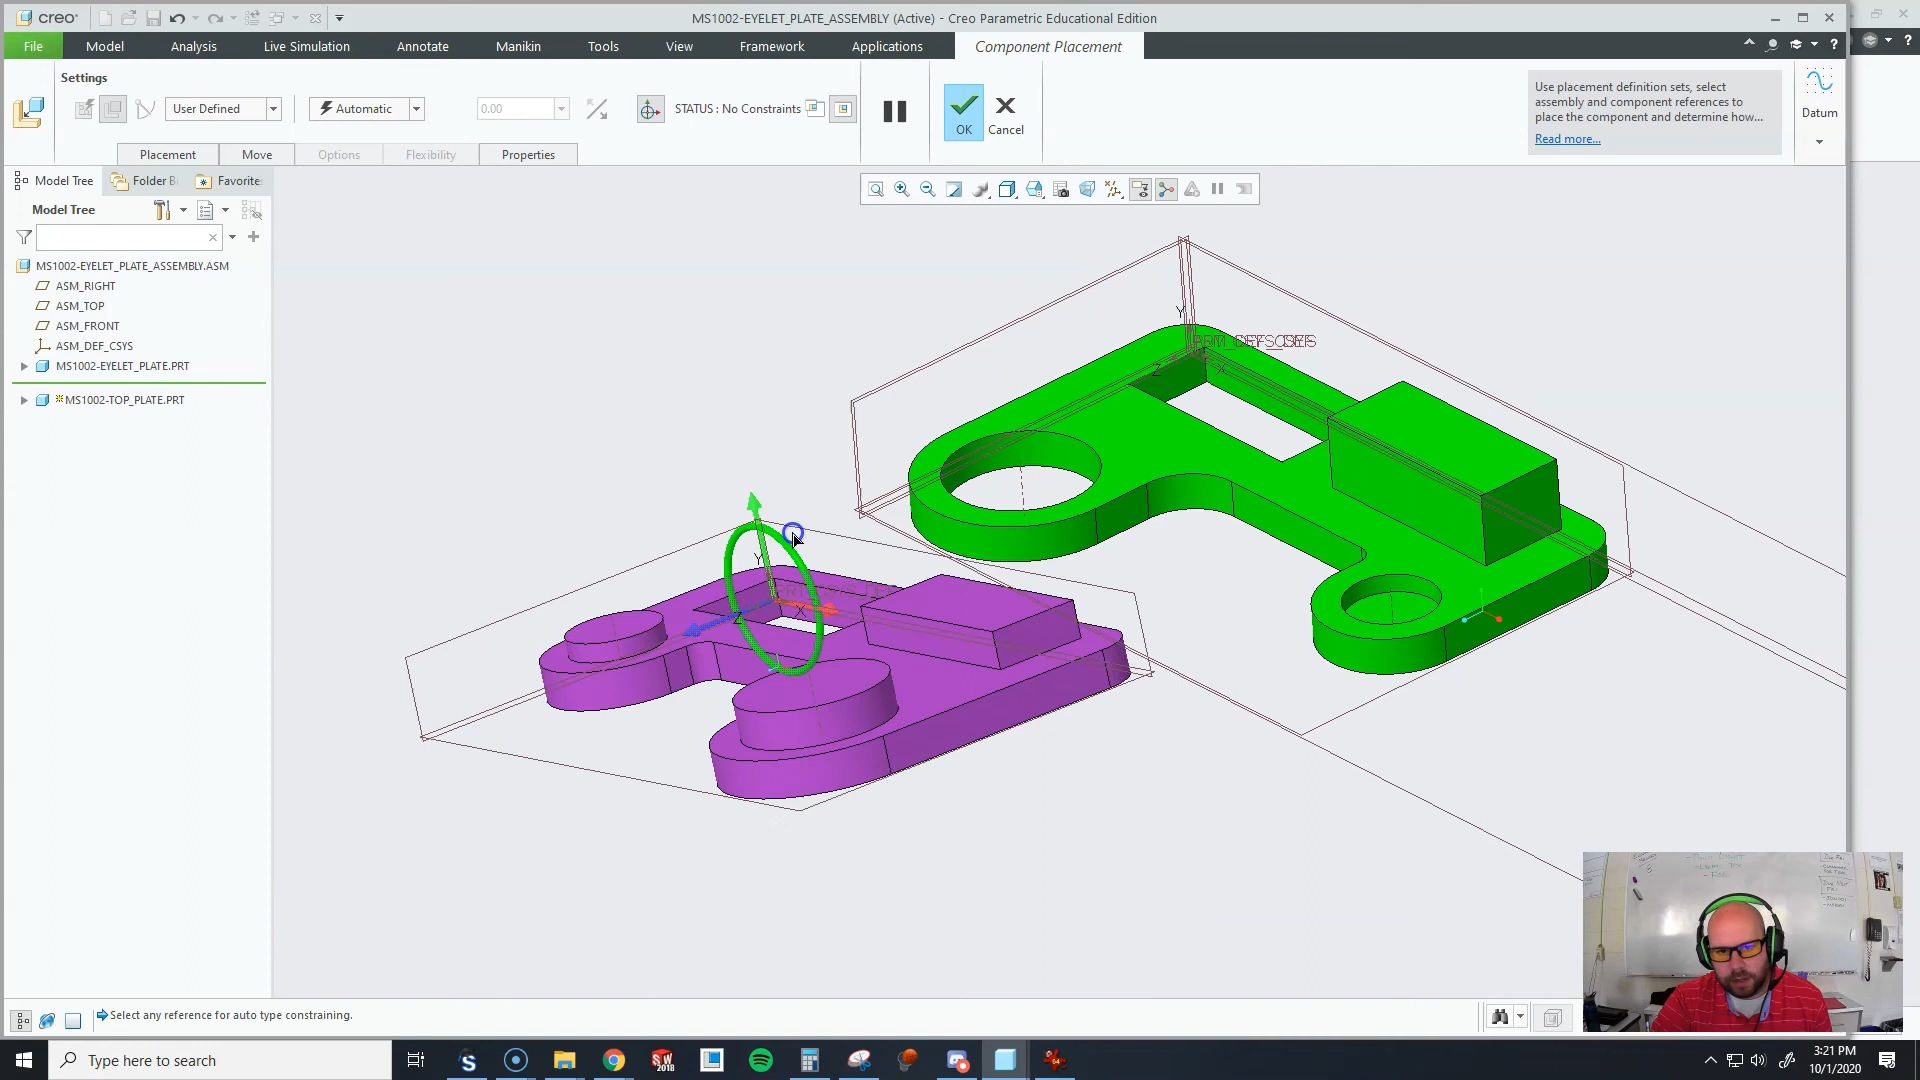 creo
MS1002-EYELET_PLATE_ASSEMBLY (Active) - Creo Parametric Educational Edition
File Model Analysis Live Simulation Annotate Manikin Tools View Framework Applications Component Placement
Settings
User Defined Automatic 0.00 STATUS : No Constraints
OK Cancel
Use placement definition sets, select
assembly and component references to
place the component and determine how...
Read more...
Datum
Placement Move Options Flexibility Properties
Model Tree Folder B Favorite
Model Tree
MS1002-EYELET_PLATE_ASSEMBLY.ASM
ASM_RIGHT
ASM_TOP
ASM_FRONT
ASM_DEF_CSYS
MS1002-EYELET_PLATE.PRT
MS1002-TOP_PLATE.PRT
Y
Z X
Y
Z X
Select any reference for auto type constraining.
Type here to search
SW
2018
3:21 PM
10/1/2020